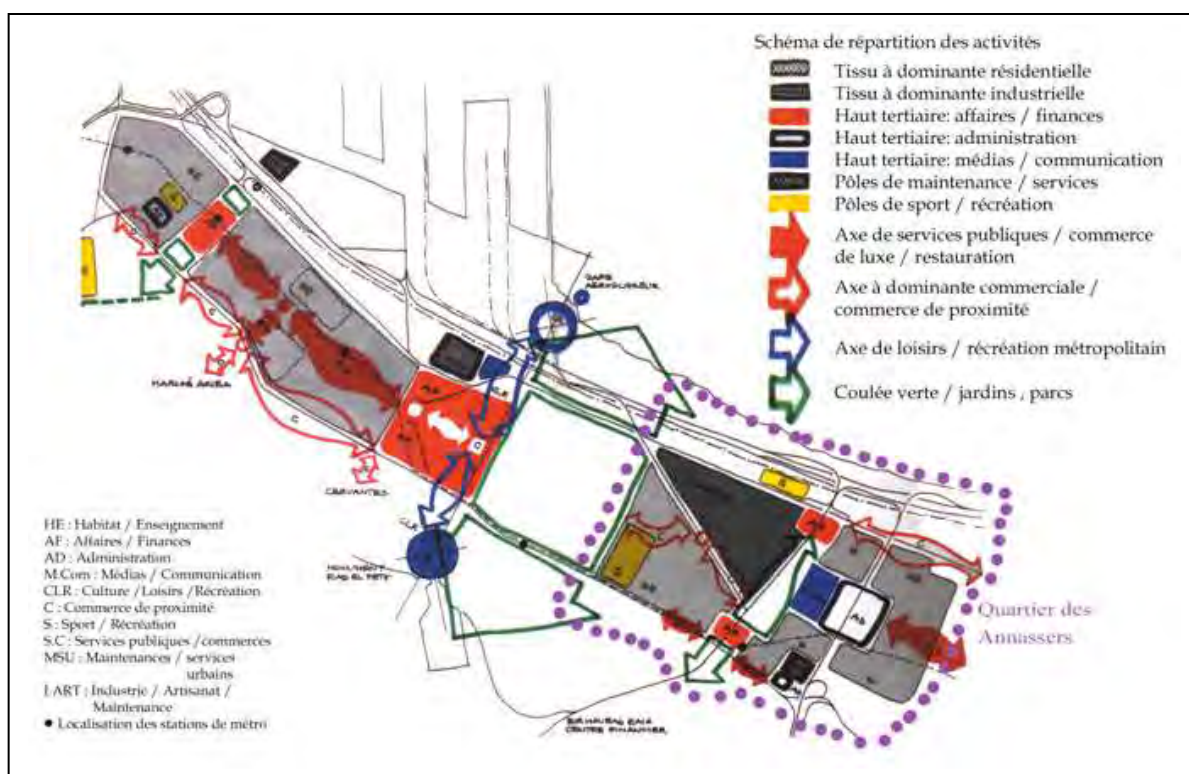 Schéma de répartition des activités
Tissu à dominante résidentielle
Tissu à dominante industrielle
Haut tertiaire: affaires / finances
Haut tertiaire: administration
Haut tertiaire: médias / communication
Pôles de maintenance / services
Pôles de sport / récréation
Axe de services publiques / commerce
de luxe / restauration
Axe à dominante commerciale /
commerce de proximité
Axe de loisirs / récréation métropolitain
Coulée verte / jardins , parcs
CERVANTES
CLR
MONUMENT
CENTRE FINANCIER
Quartier des
Annassers
HE : Habitat / Enseignement
AF : Affaires / Finances
AD : Administration
M.Com : Médias / Communication
CLR : Culture /Loisirs /Récréation
C : Commerce de proximité
S : Sport / Récréation
S.C : Services publiques /commerces
MSU : Maintenances / services
urbains
I ART : Industrie / Artisanat /
Maintenance
● Localisation des stations de métro